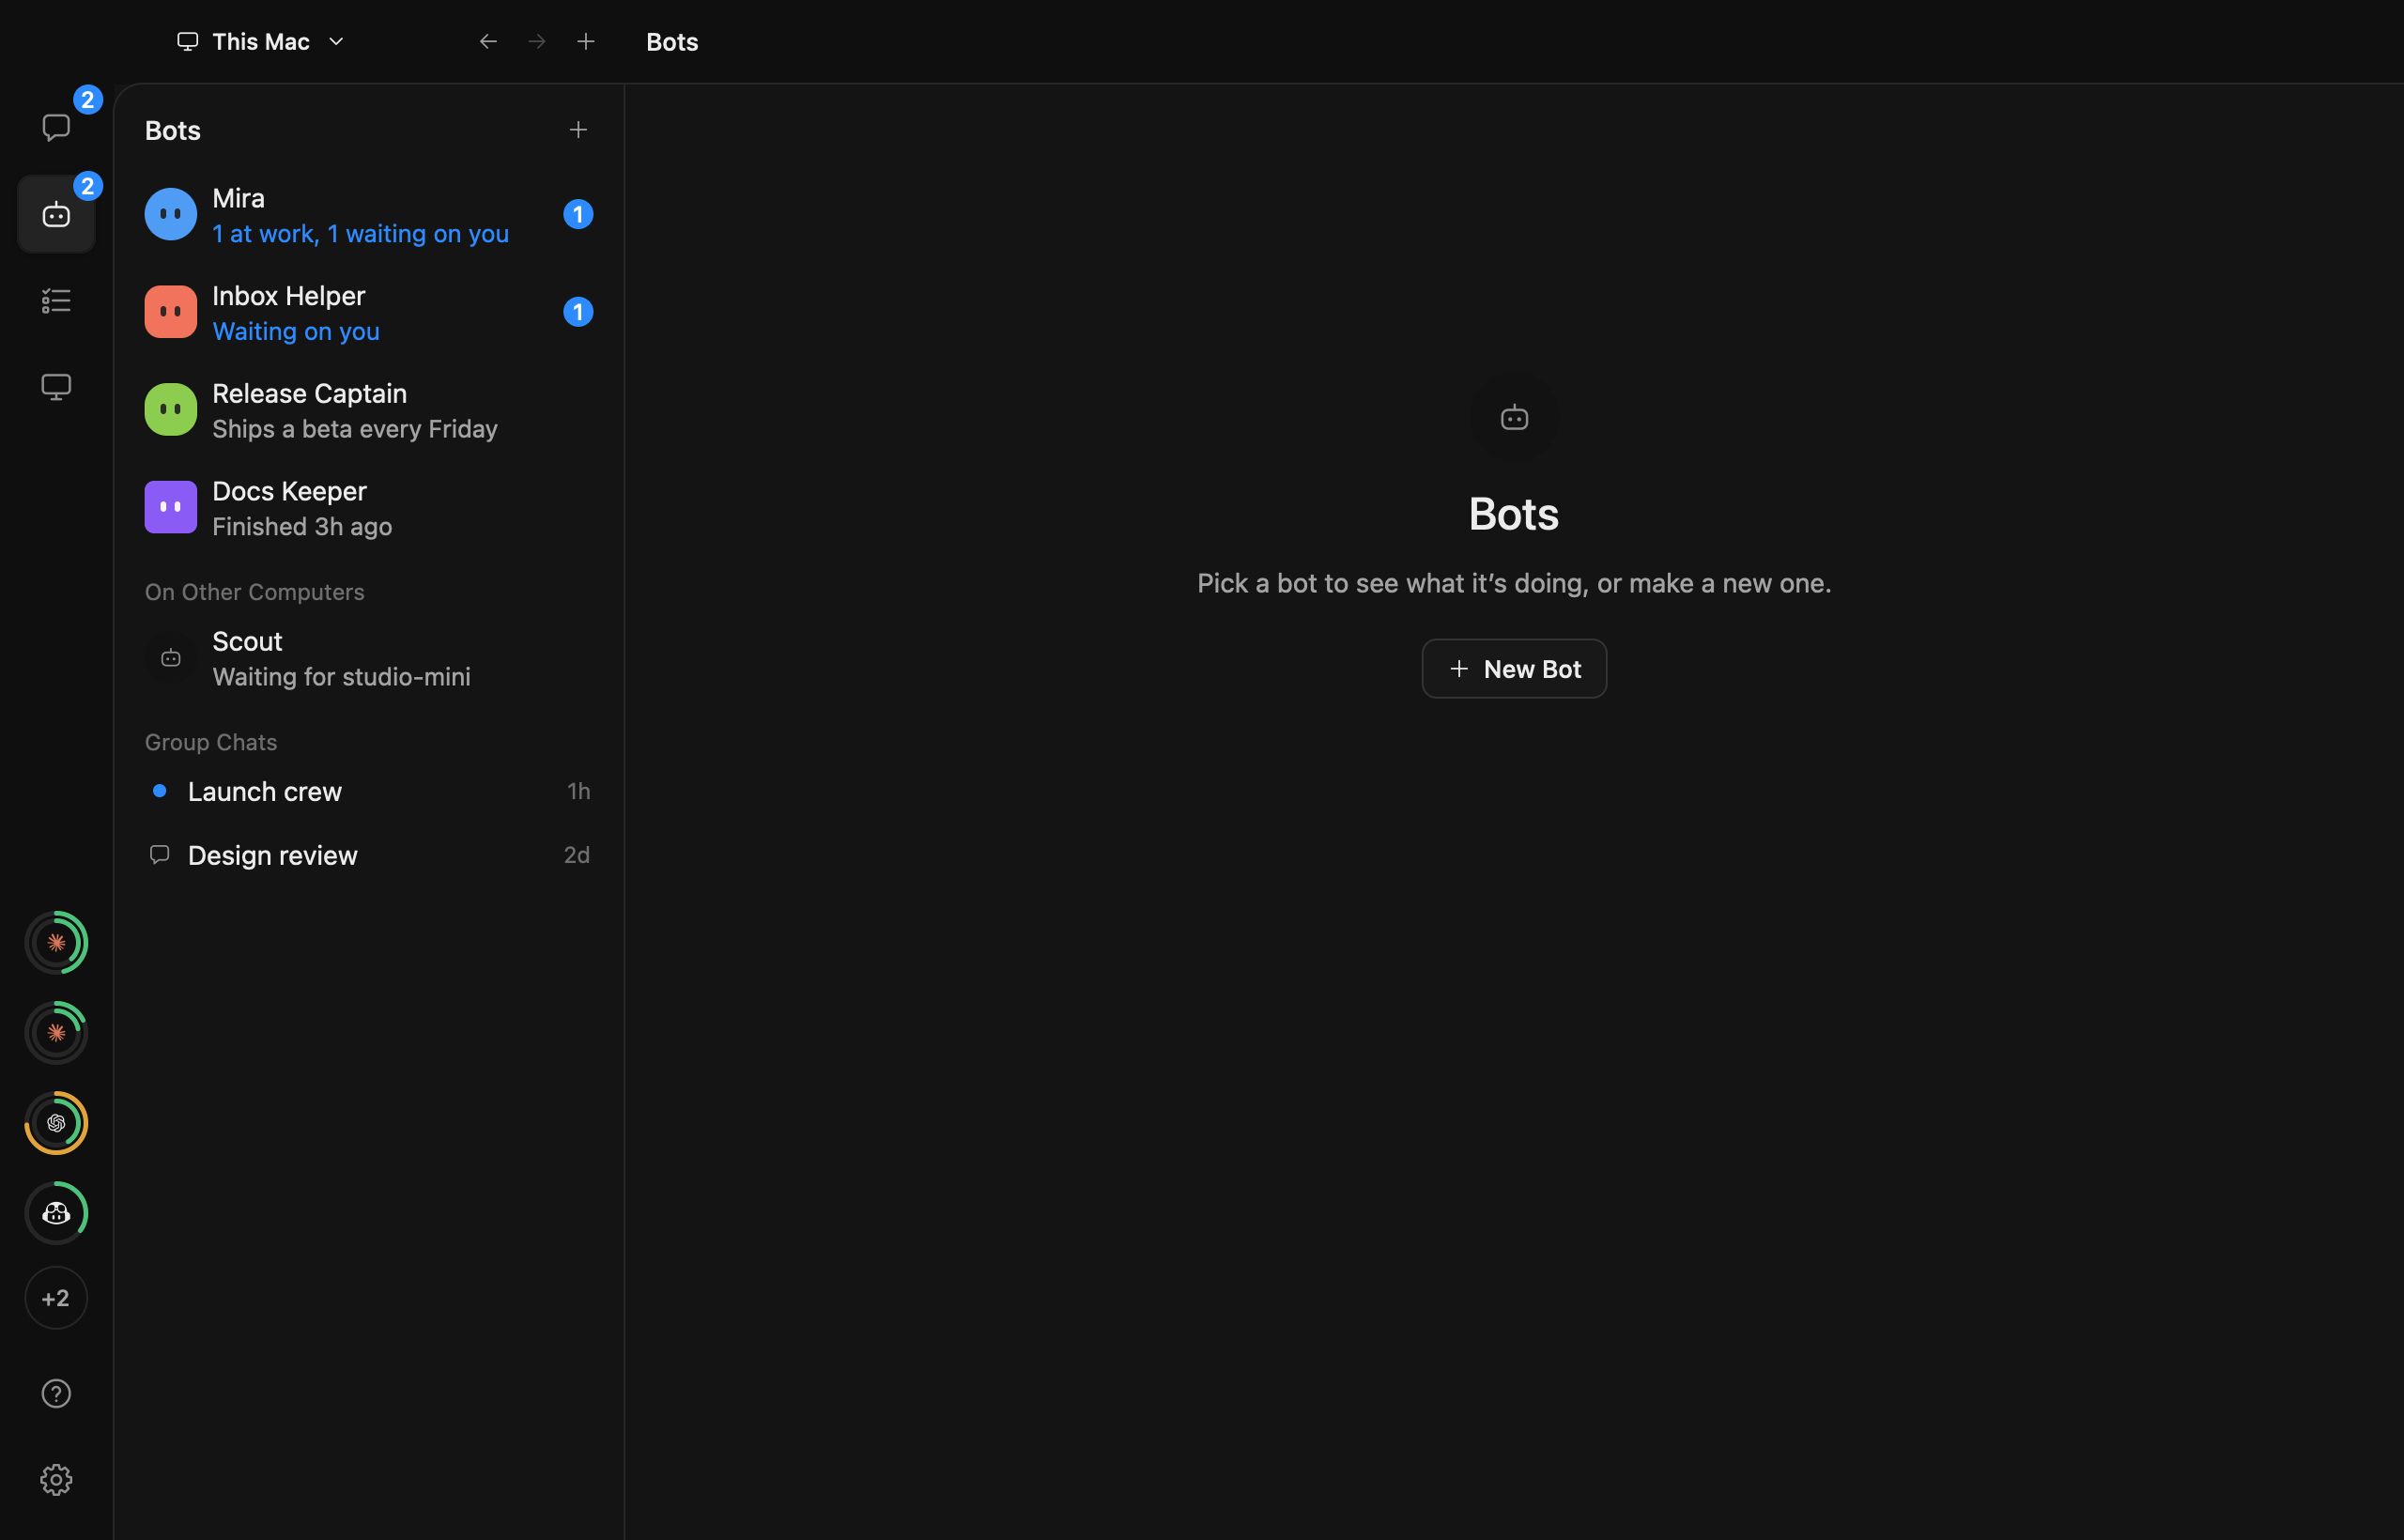 This Mac
Bots
2
2
Bots
Mira
1 at work, 1 waiting on you
1
Inbox Helper
Waiting on you
1
Release Captain
Ships a beta every Friday
Docs Keeper
Finished 3h ago
On Other Computers
Scout
Waiting for studio-mini
Group Chats
Launch crew
1h
Design review
2d
+2
?
Bots
Pick a bot to see what it’s doing, or make a new one.
+ New Bot